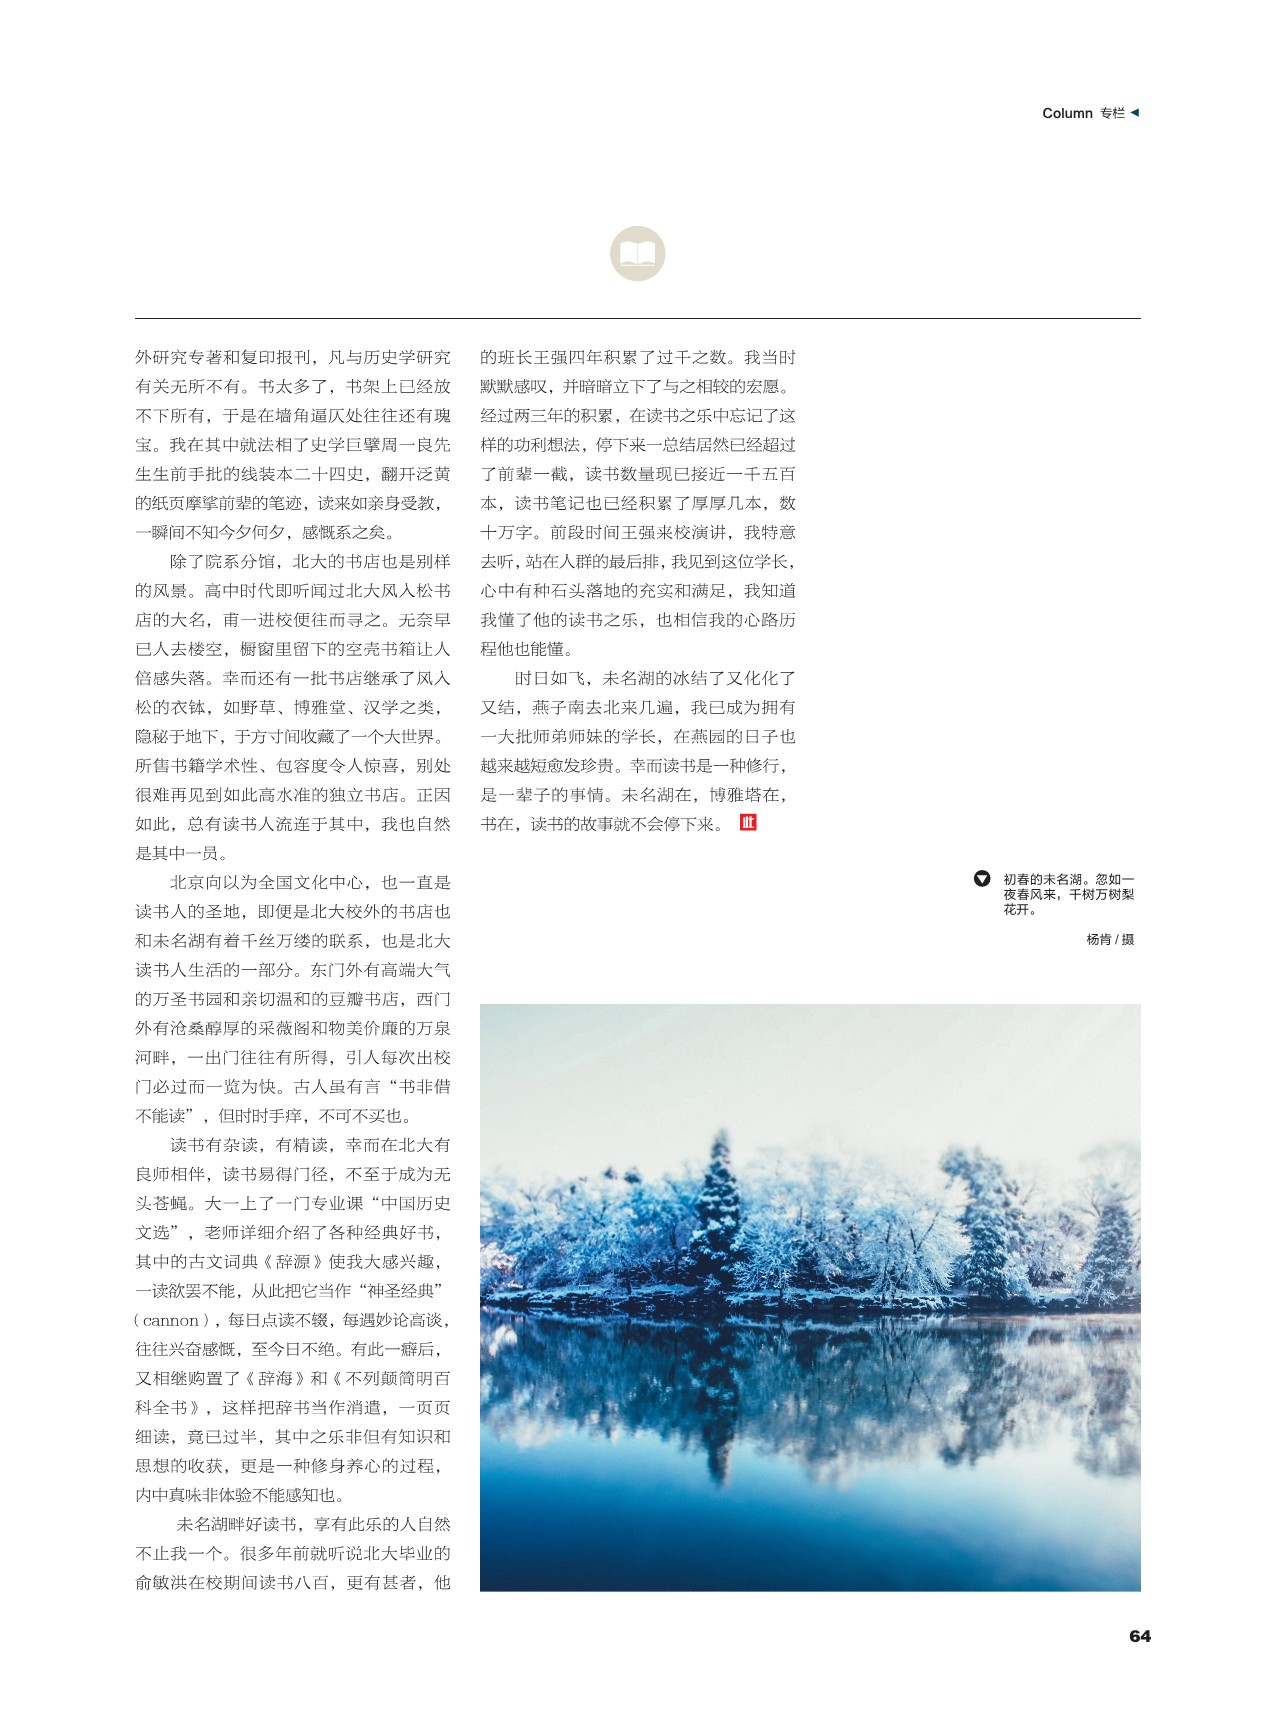 Column 专栏
外研究专著和复印报刊，凡与历史学研究
有关无所不有。书太多了，书架上已经放
不下所有，于是在墙角逼仄处往往还有瑰
宝。我在其中就法相了史学巨擘周一良先
生生前手批的线装本二十四史，翻开泛黄
的纸页摩挲前辈的笔迹，读来如亲身受教，
一瞬间不知今夕何夕，感慨系之矣。
除了院系分馆，北大的书店也是别样
的风景。高中时代即听闻过北大风入松书
店的大名，甫一进校便往而寻之。无奈早
已人去楼空，橱窗里留下的空壳书箱让人
倍感失落。幸而还有一批书店继承了风入
松的衣钵，如野草、博雅堂、汉学之类，
隐秘于地下，于方寸间收藏了一个大世界。
所售书籍学术性、包容度令人惊喜，别处
很难再见到如此高水准的独立书店。正因
如此，总有读书人流连于其中，我也自然
是其中一员。
北京向以为全国文化中心，也一直是
读书人的圣地，即便是北大校外的书店也
和未名湖有着千丝万缕的联系，也是北大
读书人生活的一部分。东门外有高端大气
的万圣书园和亲切温和的豆瓣书店，西门
外有沧桑醇厚的采薇阁和物美价廉的万泉
河畔，一出门往往有所得，引人每次出校
门必过而一览为快。古人虽有言“书非借
不能读”，但时时手痒，不可不买也。
读书有杂读，有精读，幸而在北大有
良师相伴，读书易得门径，不至于成为无
头苍蝇。大一上了一门专业课“中国历史
文选”，老师详细介绍了各种经典好书，
其中的古文词典《辞源》使我大感兴趣，
一读欲罢不能，从此把它当作“神圣经典”
（cannon），每日点读不辍，每遇妙论高谈，
往往兴奋感慨，至今日不绝。有此一癖后，
又相继购置了《辞海》和《不列颠简明百
科全书》，这样把辞书当作消遣，一页页
细读，竟已过半，其中之乐非但有知识和
思想的收获，更是一种修身养心的过程，
内中真味非体验不能感知也。
未名湖畔好读书，享有此乐的人自然
不止我一个。很多年前就听说北大毕业的
俞敏洪在校期间读书八百，更有甚者，他
的班长王强四年积累了过千之数。我当时
默默感叹，并暗暗立下了与之相较的宏愿。
经过两三年的积累，在读书之乐中忘记了这
样的功利想法，停下来一总结居然已经超过
了前辈一截，读书数量现已接近一千五百
本，读书笔记也已经积累了厚厚几本，数
十万字。前段时间王强来校演讲，我特意
去听，站在人群的最后排，我见到这位学长，
心中有种石头落地的充实和满足，我知道
我懂了他的读书之乐，也相信我的心路历
程他也能懂。
时日如飞，未名湖的冰结了又化化了
又结，燕子南去北来几遍，我已成为拥有
一大批师弟师妹的学长，在燕园的日子也
越来越短愈发珍贵。幸而读书是一种修行，
是一辈子的事情。未名湖在，博雅塔在，
书在，读书的故事就不会停下来。
初春的未名湖。忽如一
夜春风来，千树万树梨
花开。
杨肯 / 摄
64